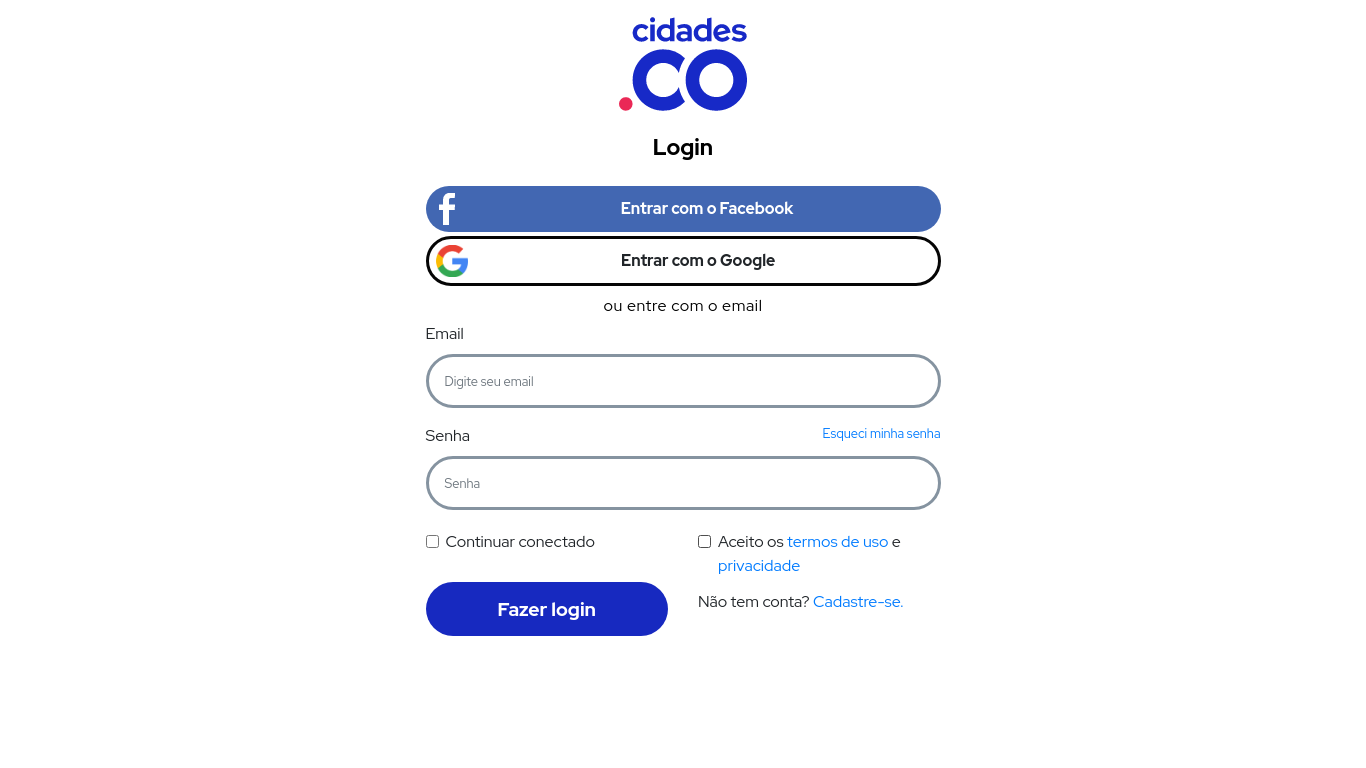 cidades
.CO
Login
Entrar com o Facebook
Entrar com o Google
ou entre com o email
Email
Digite seu email
Senha
Esqueci minha senha
Senha
Continuar conectado
Aceito os termos de uso e
privacidade
Fazer login
Não tem conta? Cadastre-se.